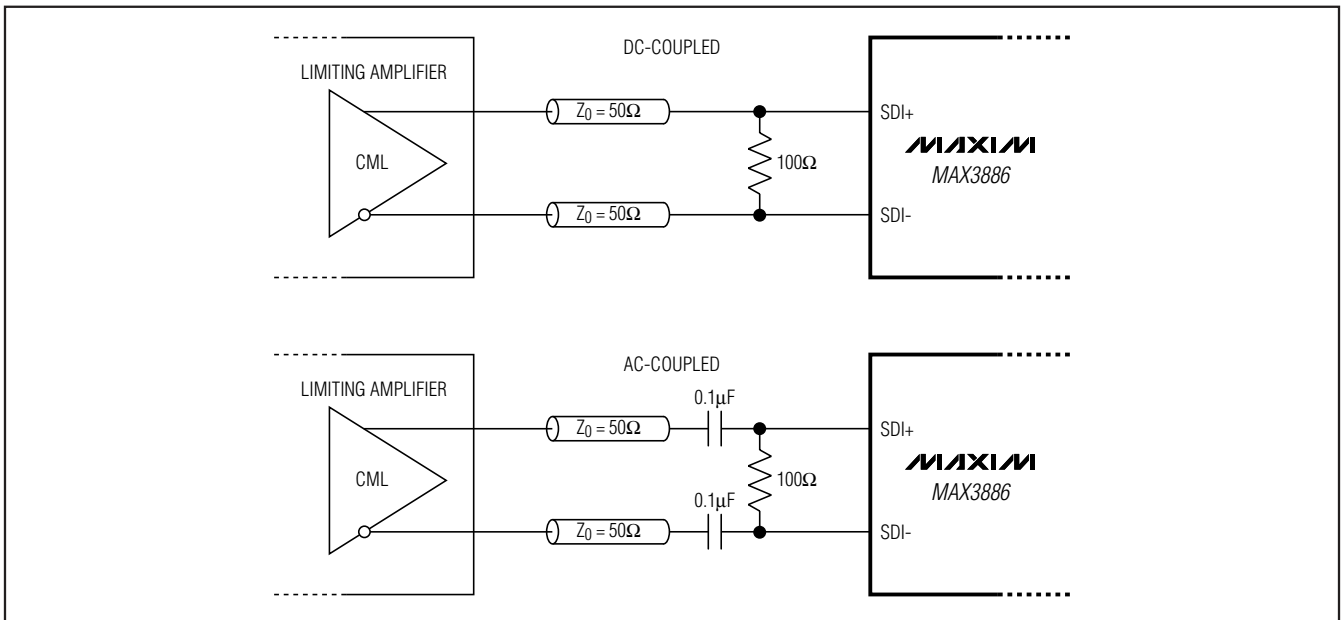 DC-COUPLED
LIMITING AMPLIFIER
CML
Z0 = 50Ω
Z0 = 50Ω
100Ω
SDI+
MAXIM
MAX3886
SDI-
AC-COUPLED
LIMITING AMPLIFIER
CML
Z0 = 50Ω
0.1µF
Z0 = 50Ω
0.1µF
100Ω
SDI+
MAXIM
MAX3886
SDI-